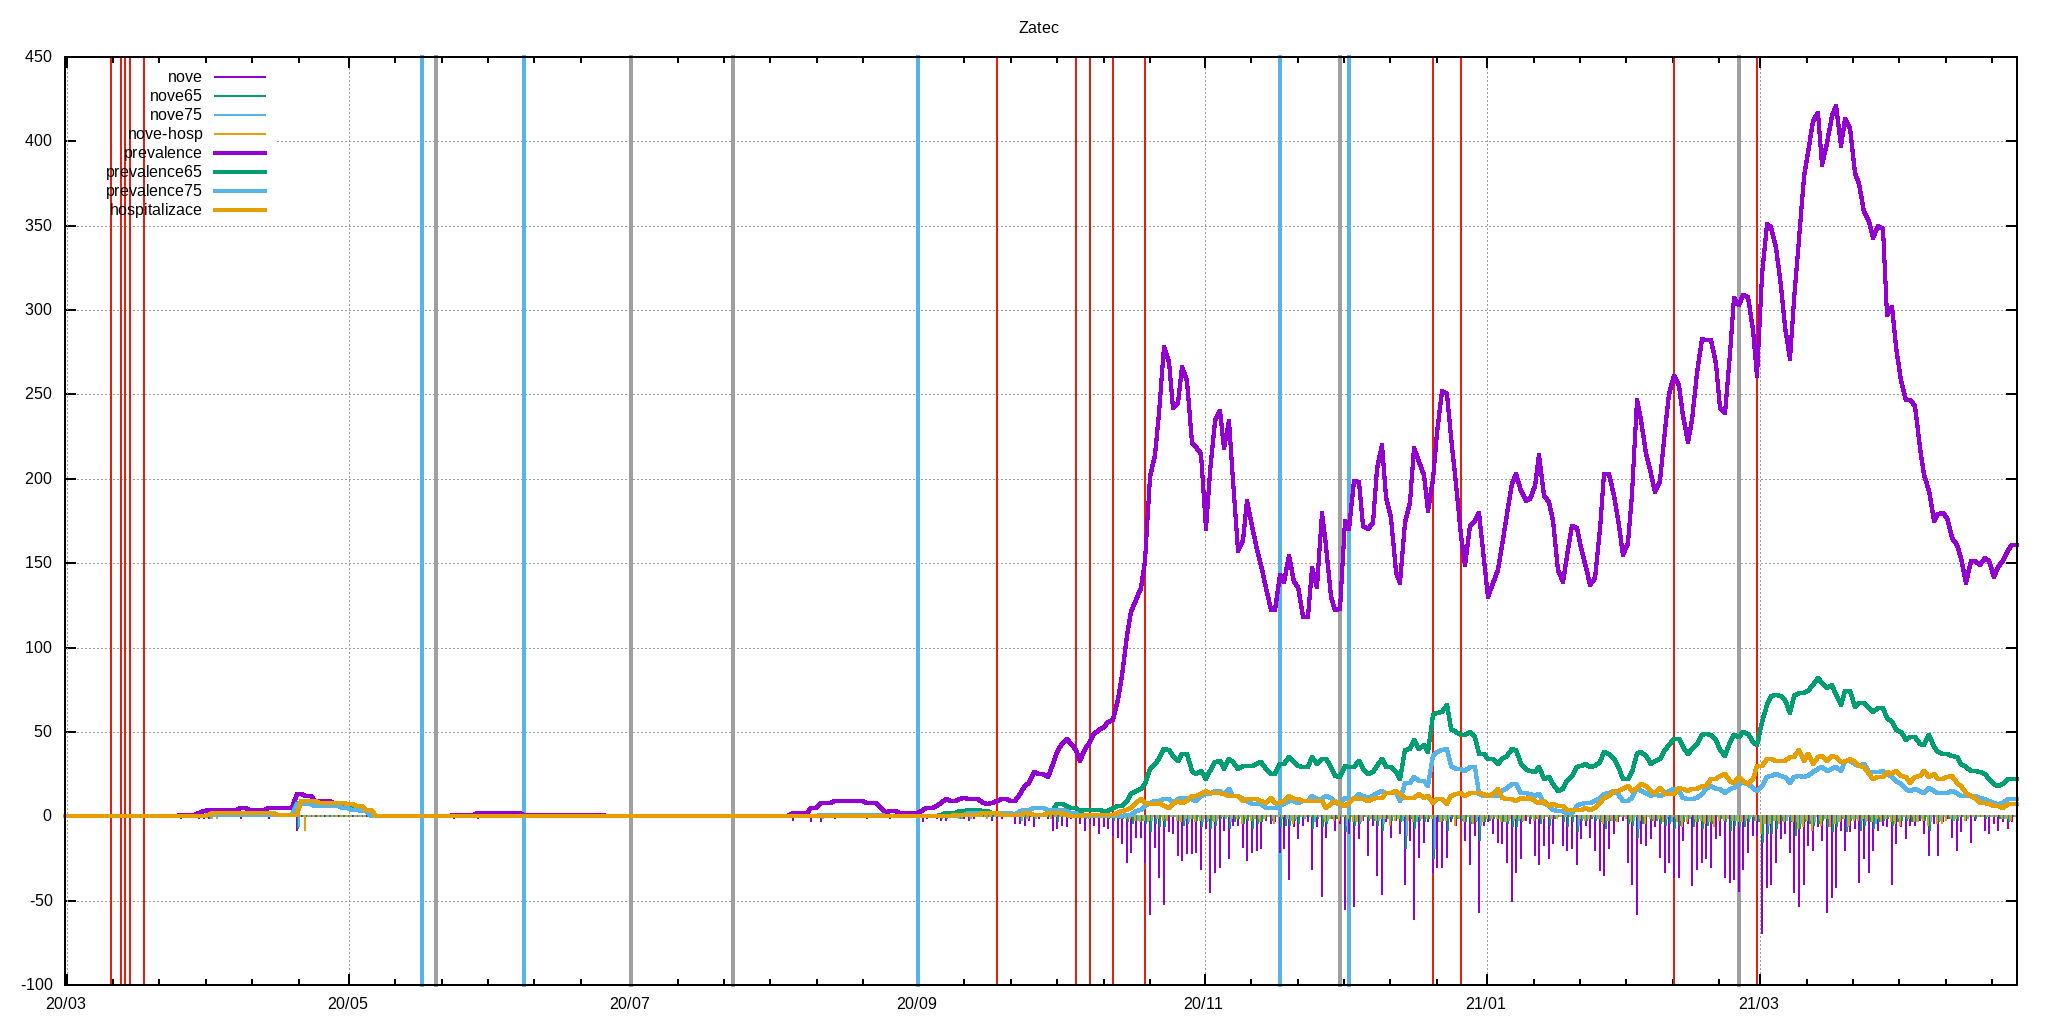 Zatec
450
400
350
300
250
200
150
100
50
0
-50
-100
nove
nove65
nove75
nove-hosp
prevalence
prevalence65
prevalence75
hospitalizace
20/03 20/05 20/07 20/09 20/11 21/01 21/03